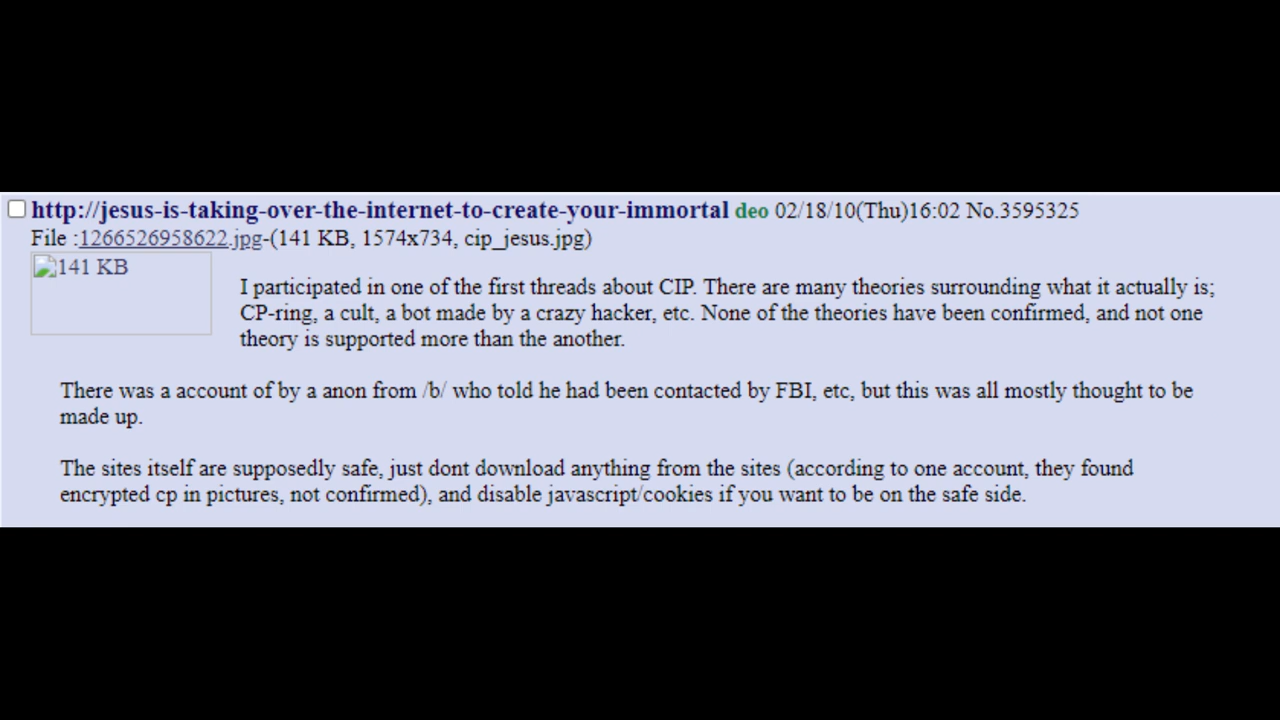 http://jesus-is-taking-over-the-internet-to-create-your-immortal deo 02/18/10(Thu)16:02 No.3595325
File :1266526958622.jpg-(141 KB, 1574x734, cip_jesus.jpg)
141 KB
I participated in one of the first threads about CIP. There are many theories surrounding what it actually is;
CP-ring, a cult, a bot made by a crazy hacker, etc. None of the theories have been confirmed, and not one
theory is supported more than the another.
There was a account of by a anon from /b/ who told he had been contacted by FBI, etc, but this was all mostly thought to be
made up.
The sites itself are supposedly safe, just dont download anything from the sites (according to one account, they found
encrypted cp in pictures, not confirmed), and disable javascript/cookies if you want to be on the safe side.